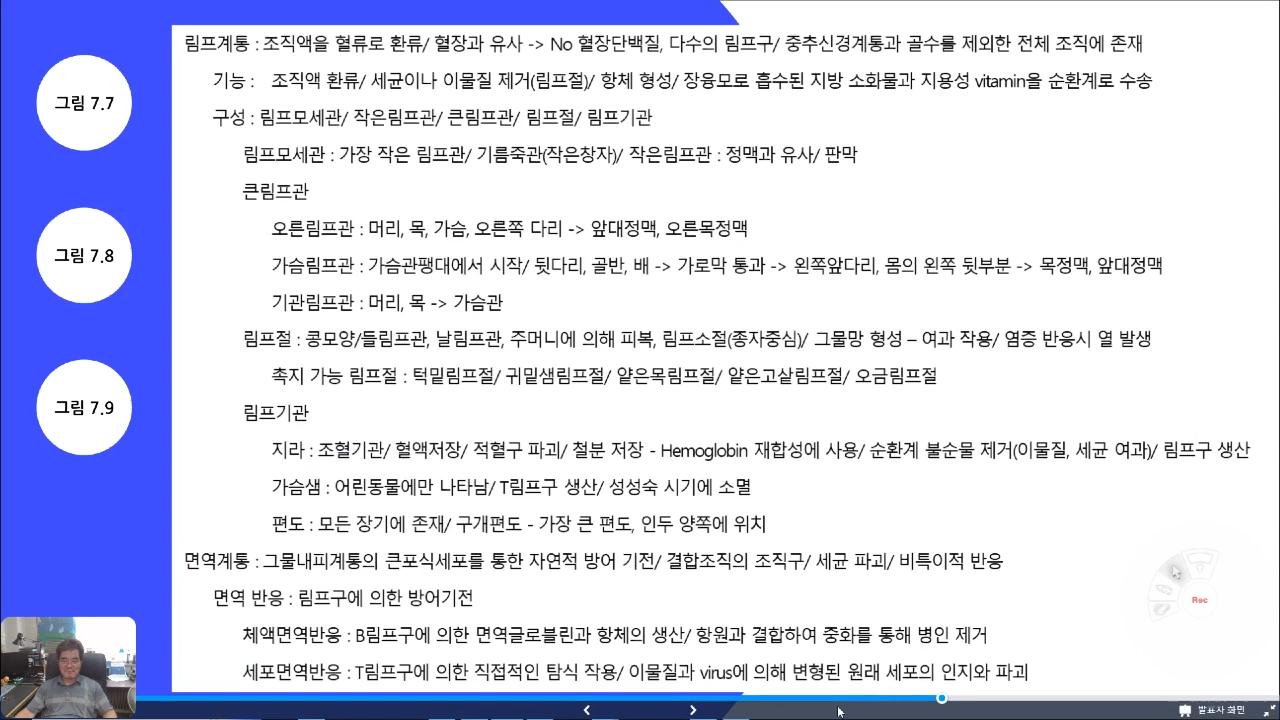 림프계통 : 조직액을 혈류로 환류/ 혈장과 유사 -> No 혈장단백질, 다수의 림프구/ 중추신경계통과 골수를 제외한 전체 조직에 존재
기능 : 조직액 환류/ 세균이나 이물질 제거(림프절)/ 항체 형성/ 장융모로 흡수된 지방 소화물과 지용성 vitamin을 순환계로 수송
구성 : 림프모세관/ 작은림프관/ 큰림프관/ 림프절/ 림프기관
림프모세관 : 가장 작은 림프관/ 기름죽관(작은창자)/ 작은림프관 : 정맥과 유사/ 판막
큰림프관
오른림프관 : 머리, 목, 가슴, 오른쪽 다리 -> 앞대정맥, 오른목정맥
가슴림프관 : 가슴관팽대에서 시작/ 뒷다리, 골반, 배 -> 가로막 통과 -> 왼쪽앞다리, 몸의 왼쪽 뒷부분 -> 목정맥, 앞대정맥
기관림프관 : 머리, 목 -> 가슴관
림프절 : 콩모양/들림프관, 날림프관, 주머니에 의해 피복, 림프소절(종자중심)/ 그물망 형성 – 여과 작용/ 염증 반응시 열 발생
촉지 가능 림프절 : 턱밑림프절/ 귀밑샘림프절/ 얕은목림프절/ 얕은고샅림프절/ 오금림프절
림프기관
지라 : 조혈기관/ 혈액저장/ 적혈구 파괴/ 철분 저장 - Hemoglobin 재합성에 사용/ 순환계 불순물 제거(이물질, 세균 여과)/ 림프구 생산
가슴샘 : 어린동물에만 나타남/ T림프구 생산/ 성성숙 시기에 소멸
편도 : 모든 장기에 존재/ 구개편도 - 가장 큰 편도, 인두 양쪽에 위치
면역계통 : 그물내피계통의 큰포식세포를 통한 자연적 방어 기전/ 결합조직의 조직구/ 세균 파괴/ 비특이적 반응
면역 반응 : 림프구에 의한 방어기전
체액면역반응 : B림프구에 의한 면역글로블린과 항체의 생산/ 항원과 결합하여 중화를 통해 병인 제거
세포면역반응 : T림프구에 의한 직접적인 탐식 작용/ 이물질과 virus에 의해 변형된 원래 세포의 인지와 파괴
그림 7.7
그림 7.8
그림 7.9
Rec
발표사 화면